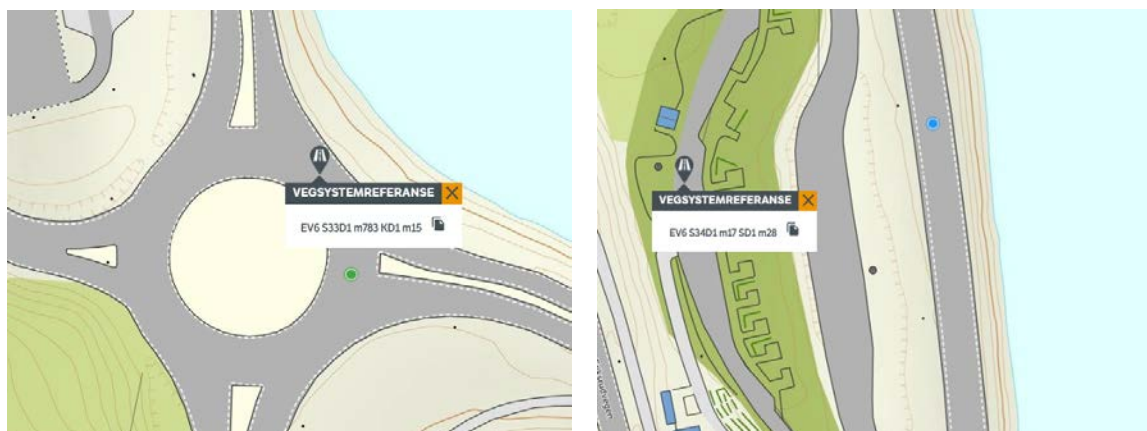 VEGSYSTEMREFERANSE
EV6 S33D1 m783 KD1 m15
VEGSYSTEMREFERANSE
EV6 S34D1 m17 SD1 m28